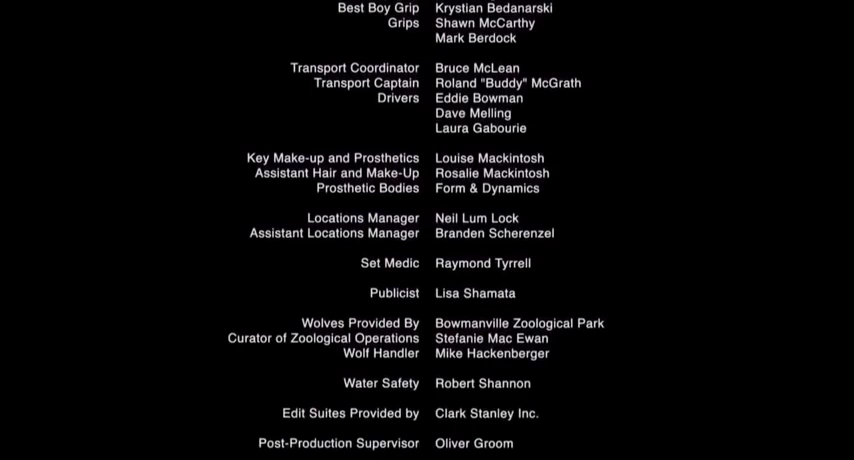 Best Boy Grip Krystian Bedanarski
Grips Shawn McCarthy
Mark Berdock
Transport Coordinator Bruce McLean
Transport Captain Roland "Buddy" McGrath
Drivers Eddie Bowman
Dave Melling
Laura Gabourie
Key Make-up and Prosthetics Louise Mackintosh
Assistant Hair and Make-Up Rosalie Mackintosh
Prosthetic Bodies Form & Dynamics
Locations Manager Neil Lum Lock
Assistant Locations Manager Branden Scherenzel
Set Medic Raymond Tyrrell
Publicist Lisa Shamata
Wolves Provided By Bowmanville Zoological Park
Curator of Zoological Operations Stefanie Mac Ewan
Wolf Handler Mike Hackenberger
Water Safety Robert Shannon
Edit Suites Provided by Clark Stanley Inc.
Post-Production Supervisor Oliver Groom